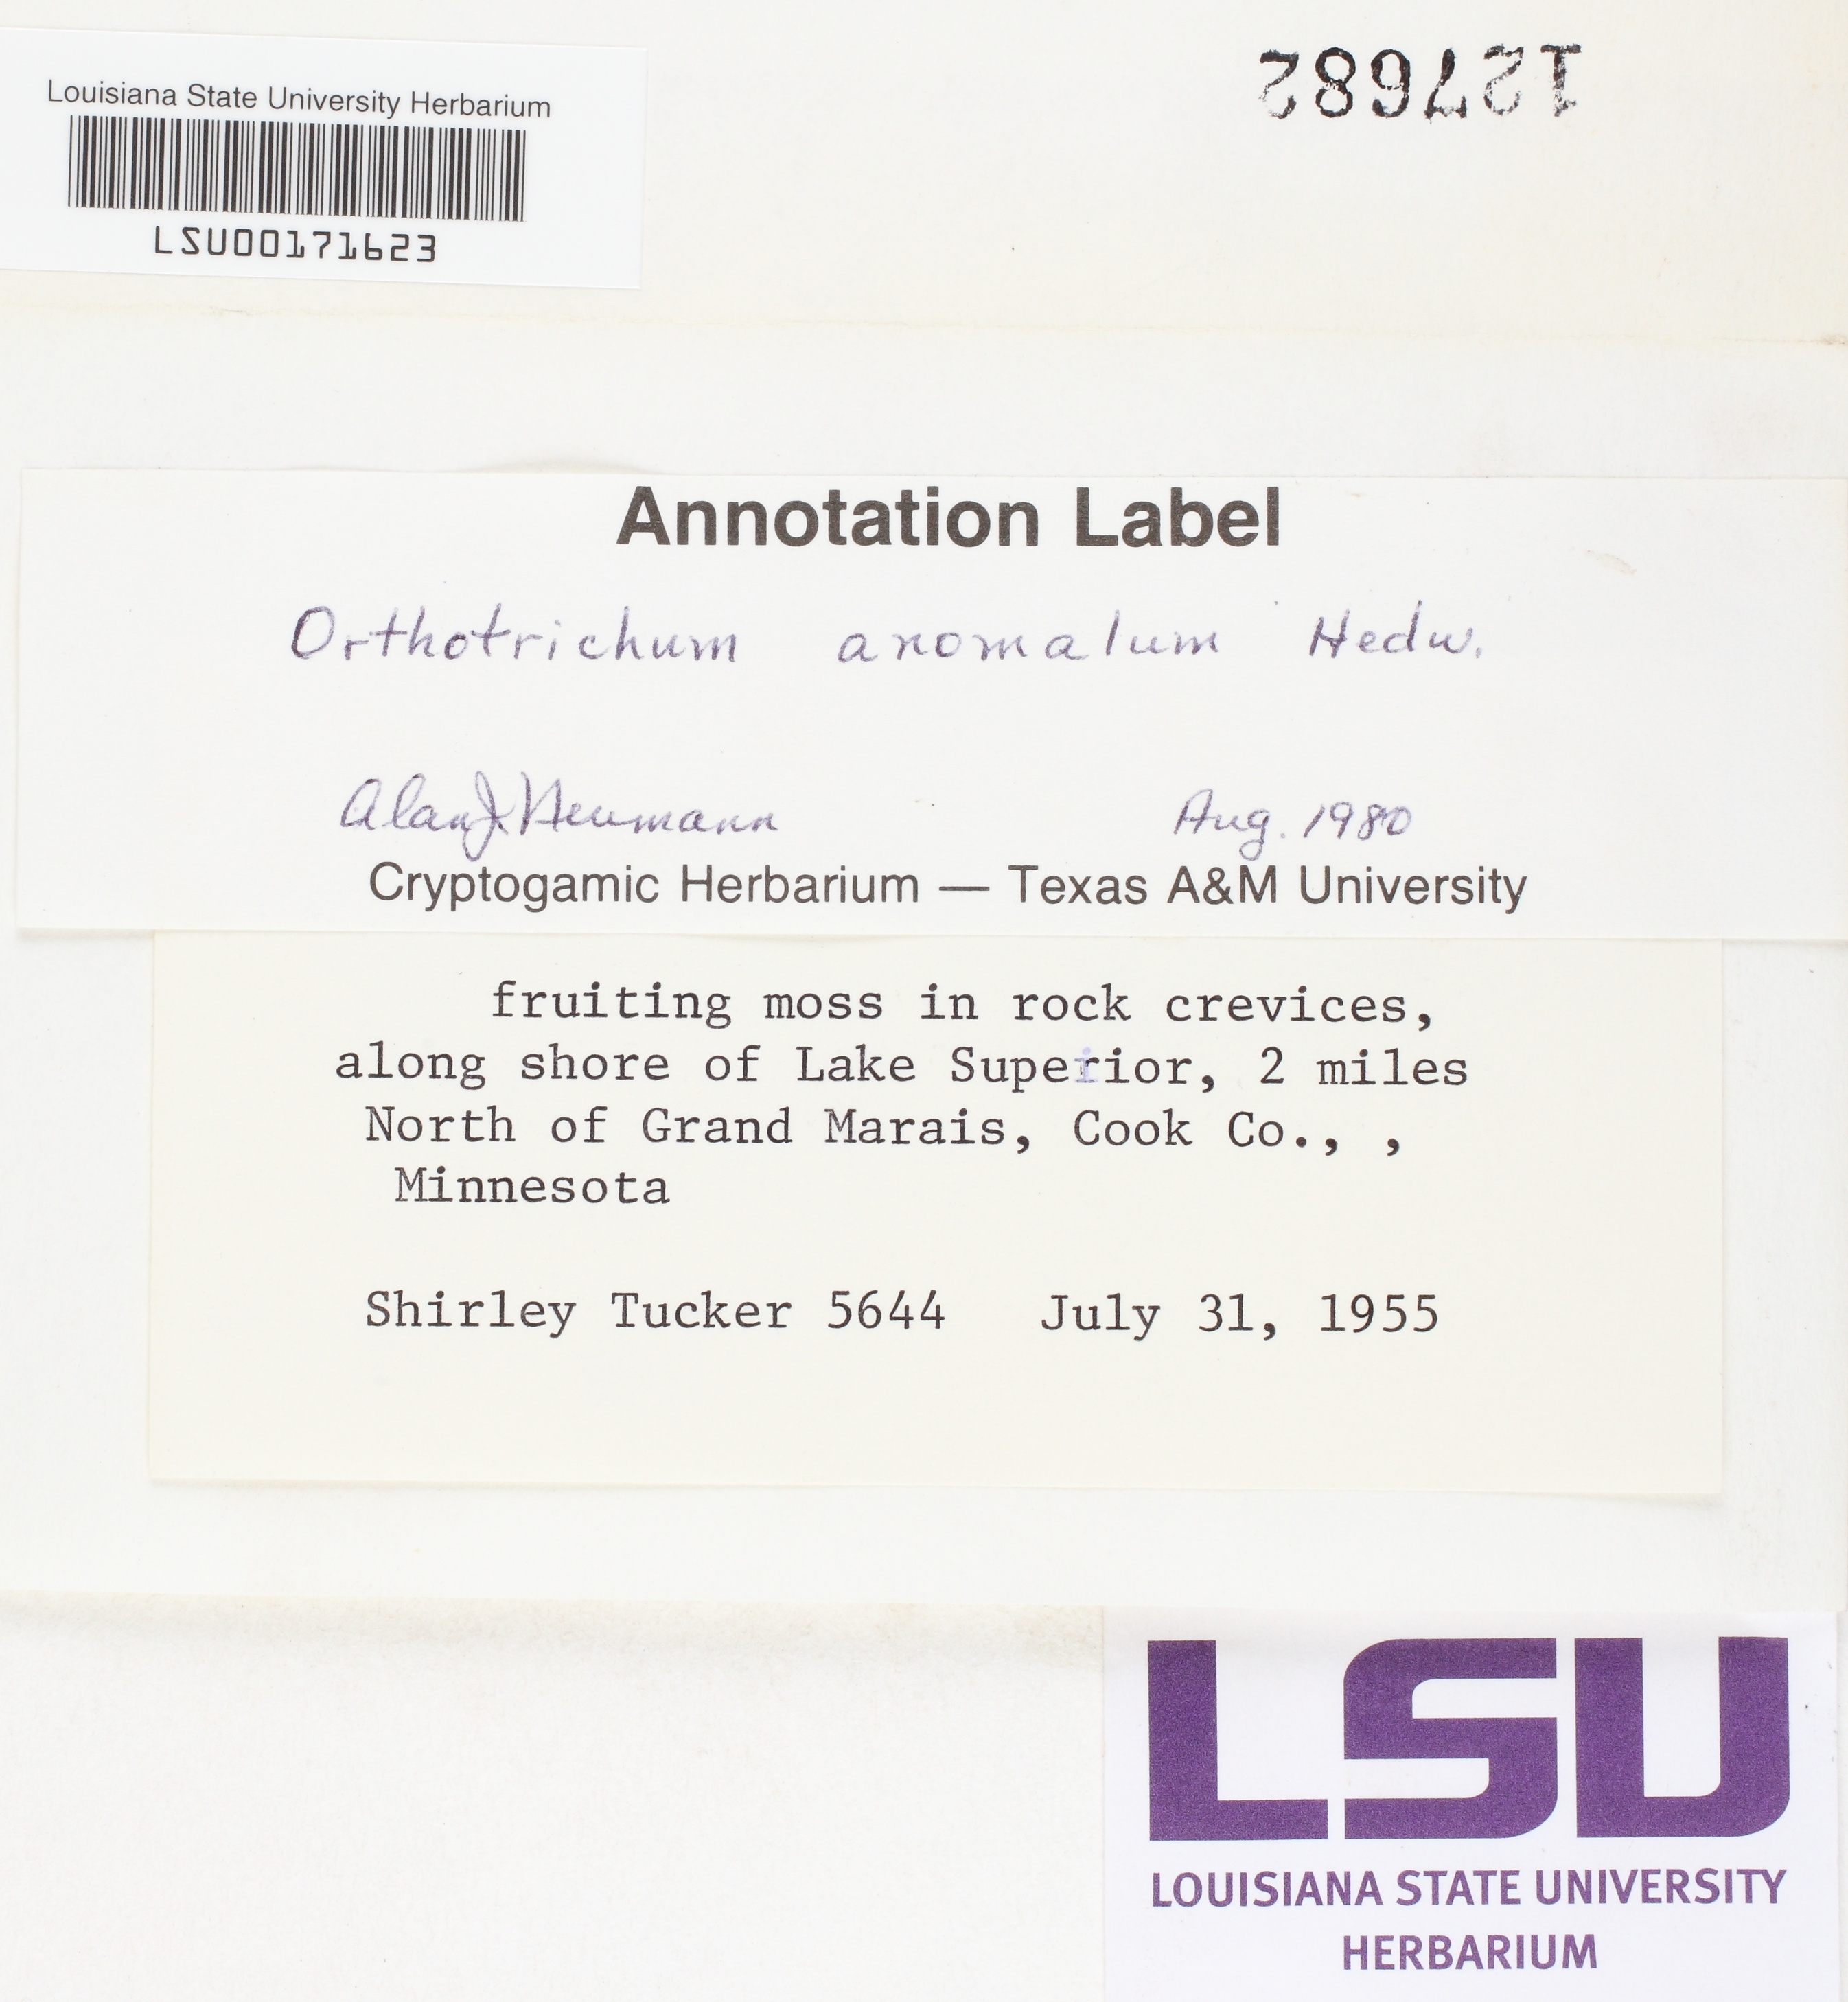 Louisiana State University Herbarium
LSU00171623
127682
Annotation Label
Orthotrichum anomalum Hedw.
Alan J. Neumann Aug. 1980
Cryptogamic Herbarium — Texas A&M University
fruiting moss in rock crevices,
along shore of Lake Superior, 2 miles
North of Grand Marais, Cook Co., ,
Minnesota
Shirley Tucker 5644 July 31, 1955
LSU
LOUISIANA STATE UNIVERSITY
HERBARIUM